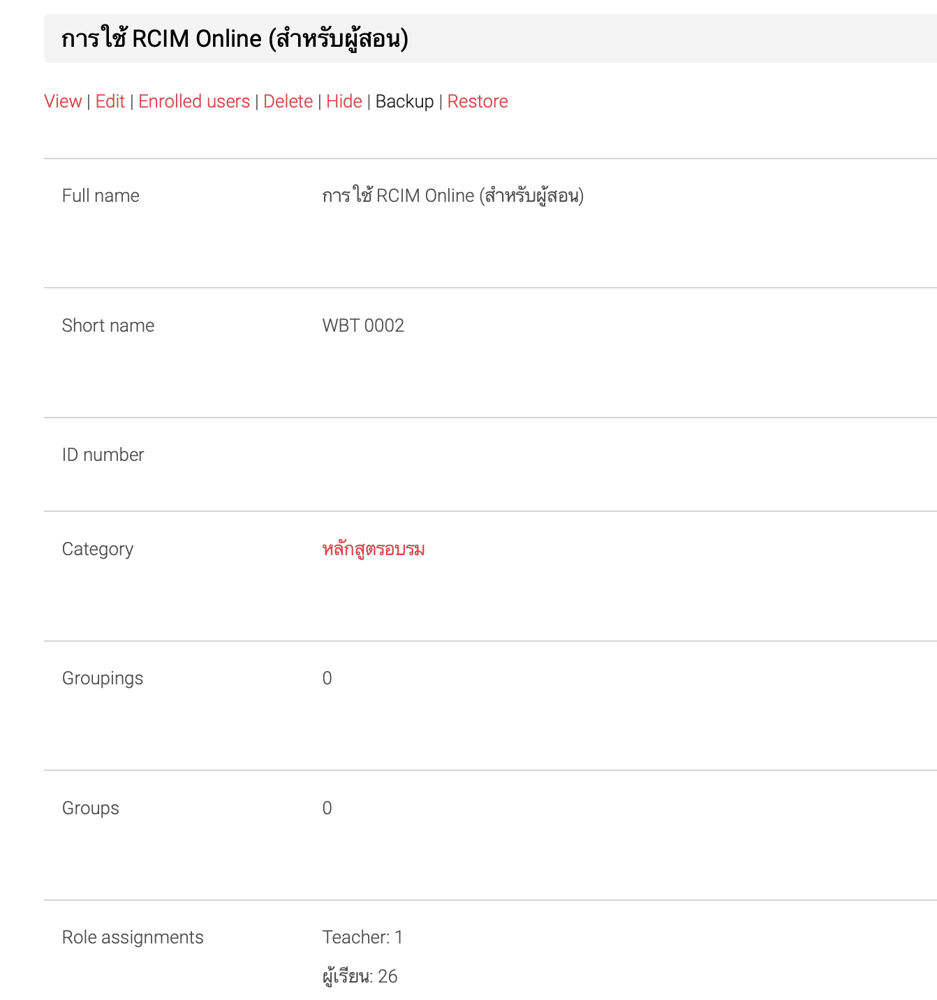 การใช้ RCIM Online (สำหรับผู้สอน)
View | Edit | Enrolled users | Delete | Hide | Backup | Restore
Full name การใช้ RCIM Online (สำหรับผู้สอน)
Short name WBT 0002
ID number
Category หลักสูตรอบรม
Groupings 0
Groups 0
Role assignments Teacher: 1
ผู้เรียน: 26